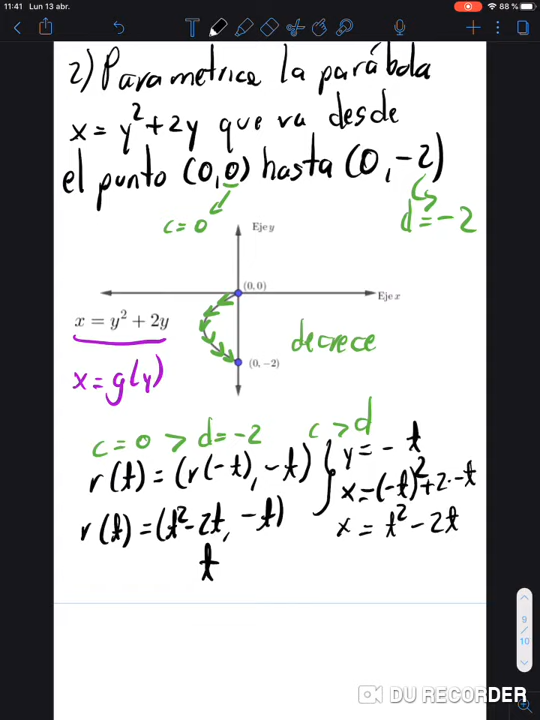 11:41 Lun 13 abr. 88 %
2) Parametrice la parábola
x = y² + 2y que va desde
el punto (0,0) hasta (0,-2)
c=0
d=-2
Eje y
(0, 0)
Eje x
x = y² + 2y
decrece
(0, −2)
x=g(y)
c=0 > d=-2 c>d
r(t) = (r(-t), -t) } y = - t
x=(-t)²+2·-t
r(t) = (t²-2t, -t) x = t² - 2t
t
9
/
10
DU RECORDER